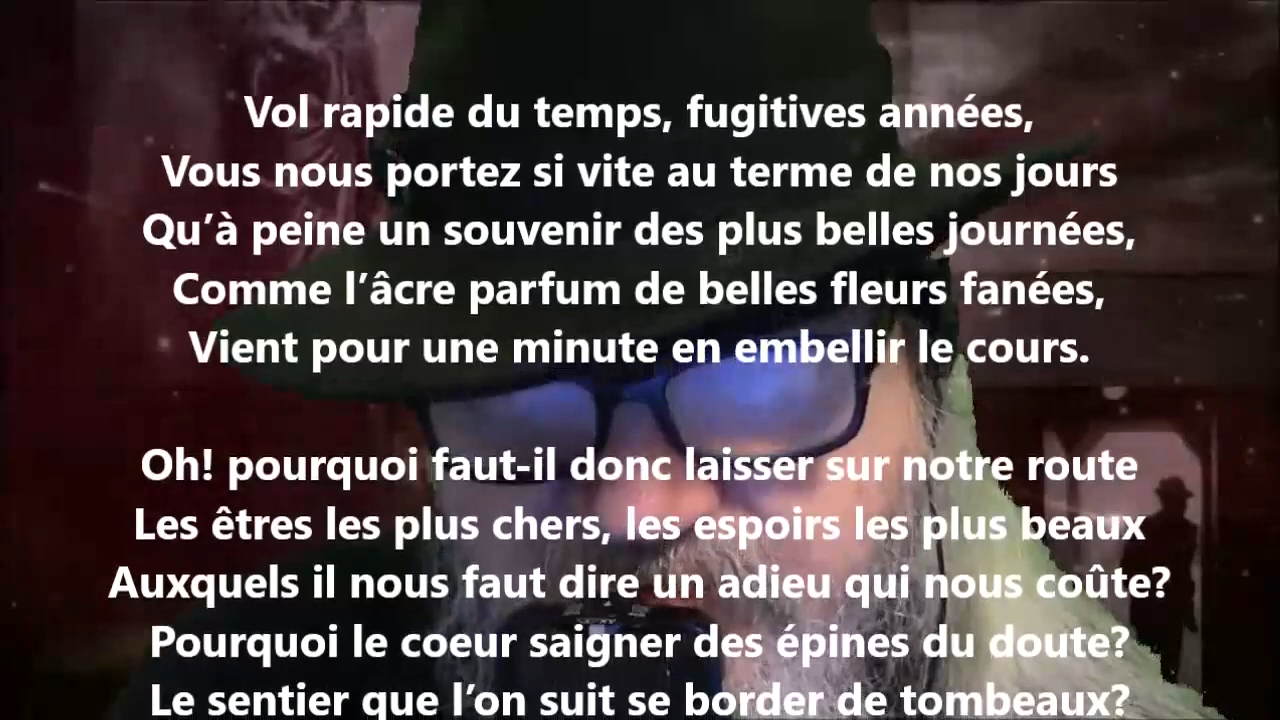 Vol rapide du temps, fugitives années,
Vous nous portez si vite au terme de nos jours
Qu’à peine un souvenir des plus belles journées,
Comme l’âcre parfum de belles fleurs fanées,
Vient pour une minute en embellir le cours.
Oh! pourquoi faut-il donc laisser sur notre route
Les êtres les plus chers, les espoirs les plus beaux
Auxquels il nous faut dire un adieu qui nous coûte?
Pourquoi le coeur saigner des épines du doute?
Le sentier que l’on suit se border de tombeaux?